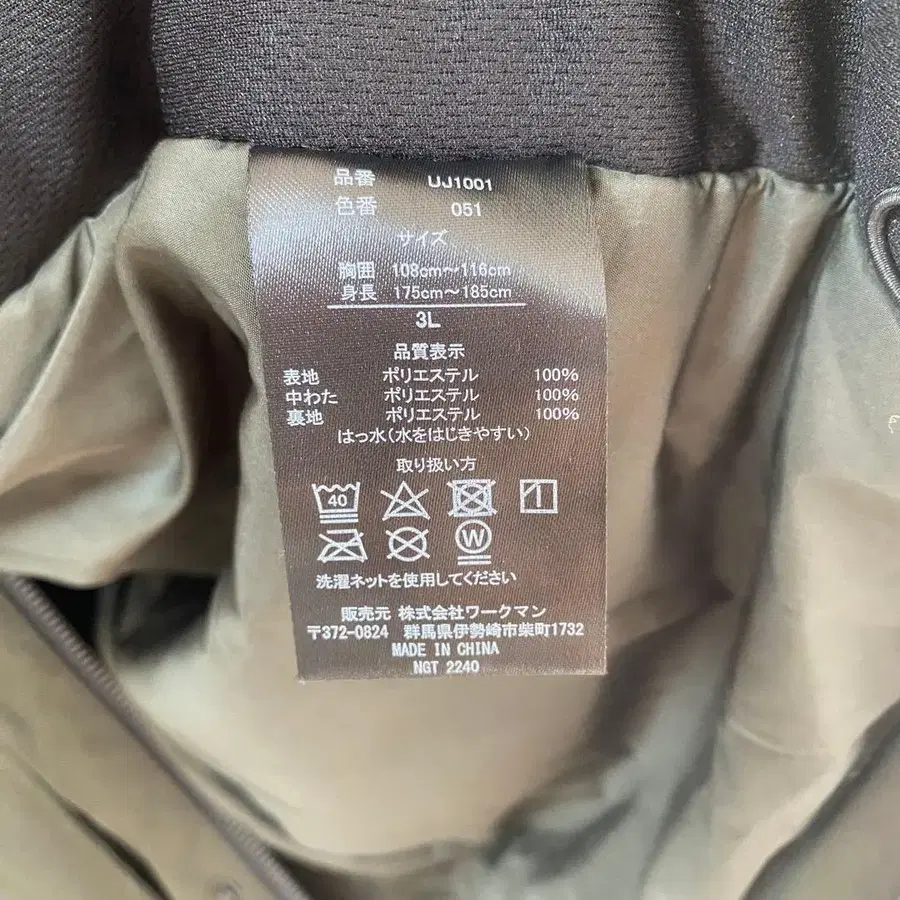 品番 UJ1001
色番 051
サイズ
胸囲 108cm～116cm
身長 175cm～185cm
3L
品質表示
表地 ポリエステル 100%
中わた ポリエステル 100%
裏地 ポリエステル 100%
はっ水(水をはじきやすい)
取り扱い方
40
W
洗濯ネットを使用してください
販売元 株式会社ワークマン
〒372-0824 群馬県伊勢崎市柴町1732
MADE IN CHINA
NGT 2240